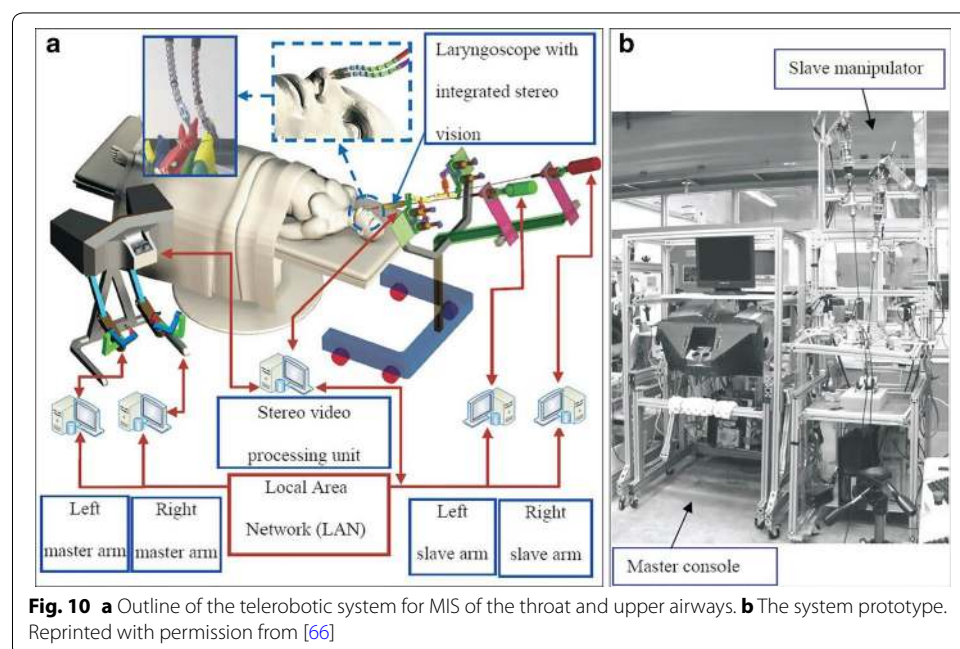 a
Laryngoscope with
integrated stereo
vision
Stereo video
processing unit
Left
master arm
Right
master arm
Local Area
Network (LAN)
Left
slave arm
Right
slave arm
b
Slave manipulator
Master console
Fig. 10 a Outline of the telerobotic system for MIS of the throat and upper airways. b The system prototype.
Reprinted with permission from [66]